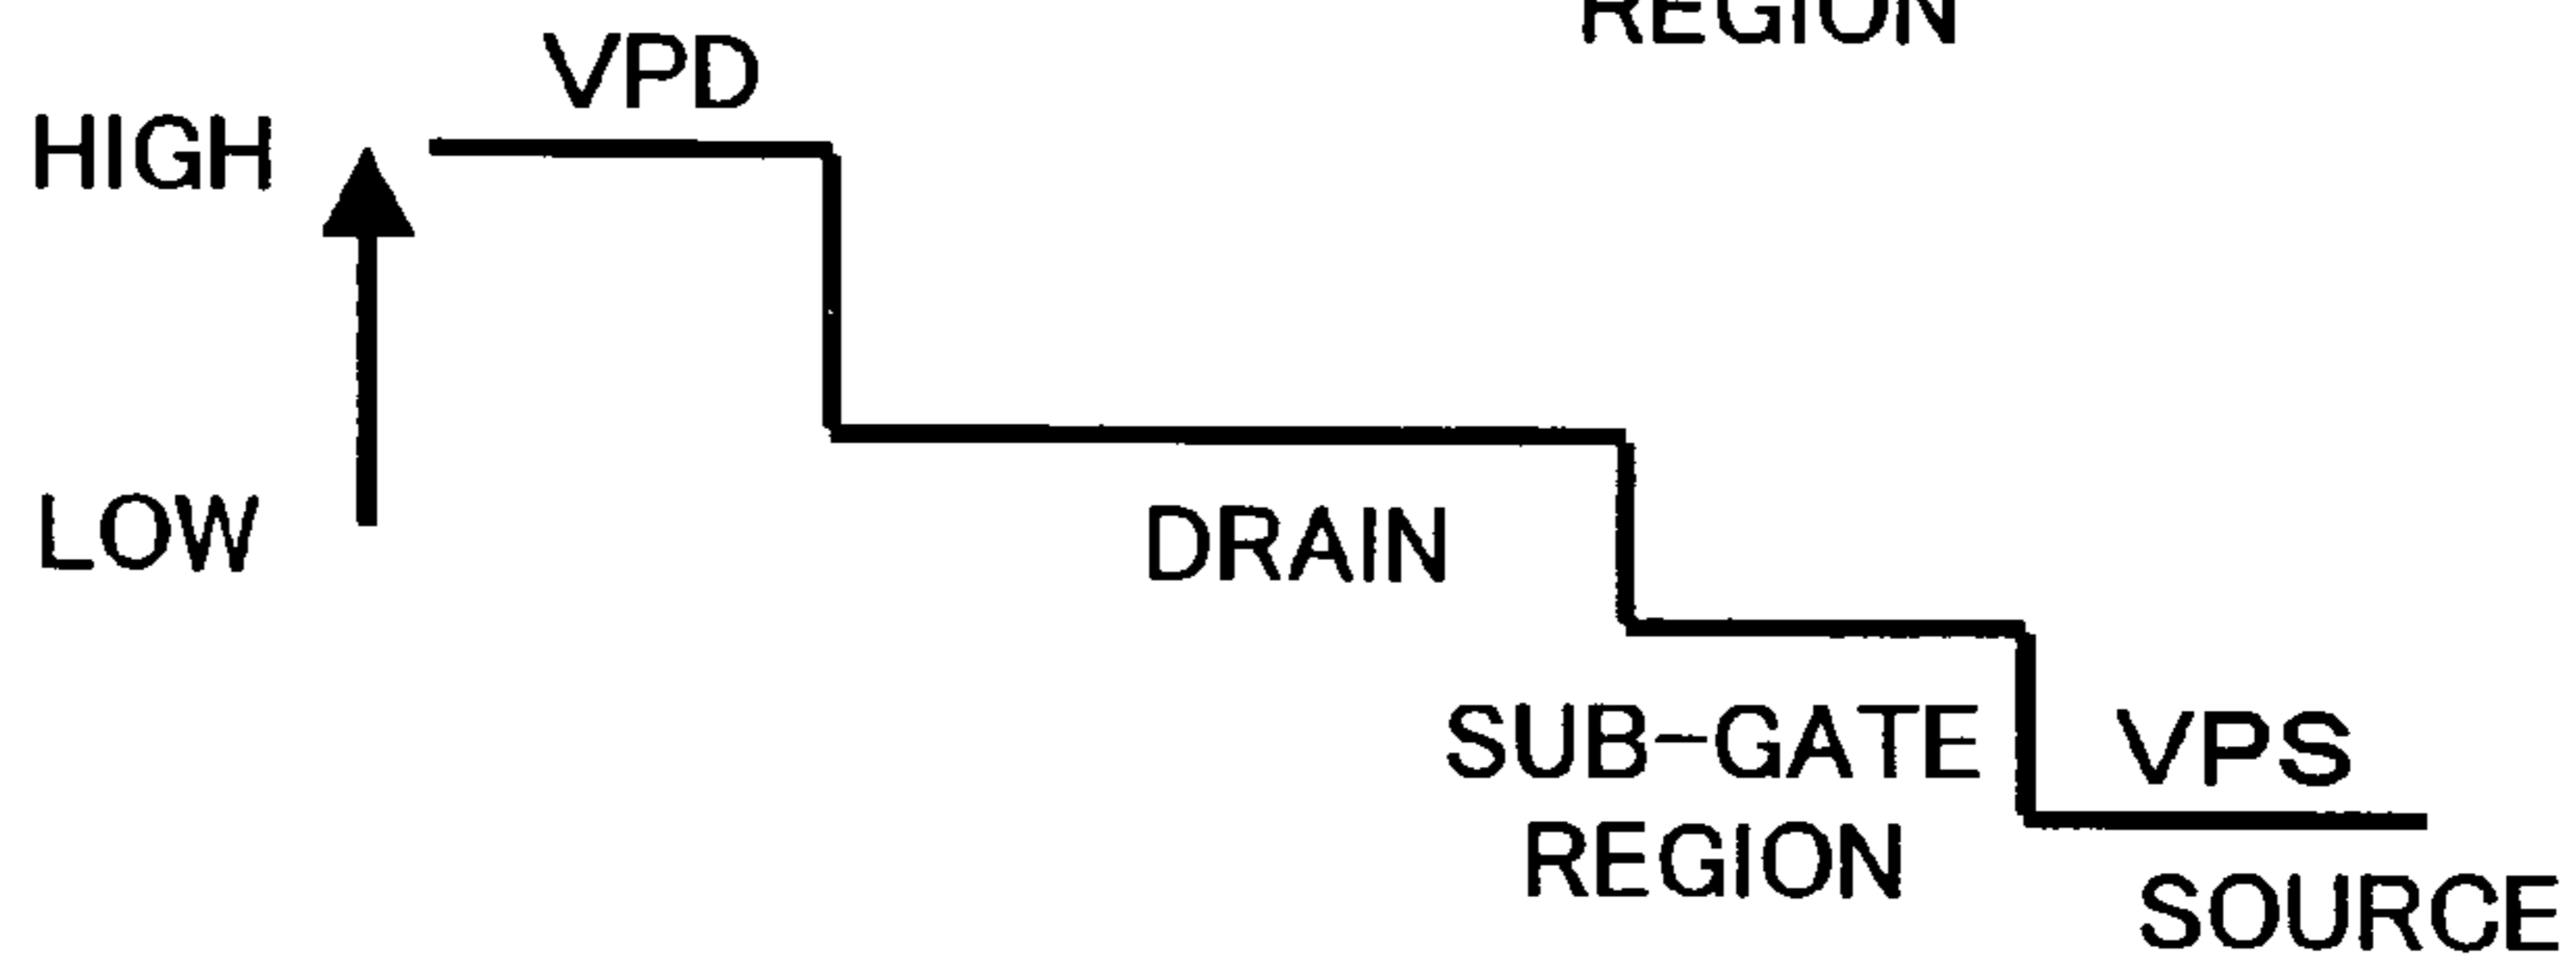 REGION
VPD
HIGH
LOW
DRAIN
SUB-GATE
REGION
VPS
SOURCE